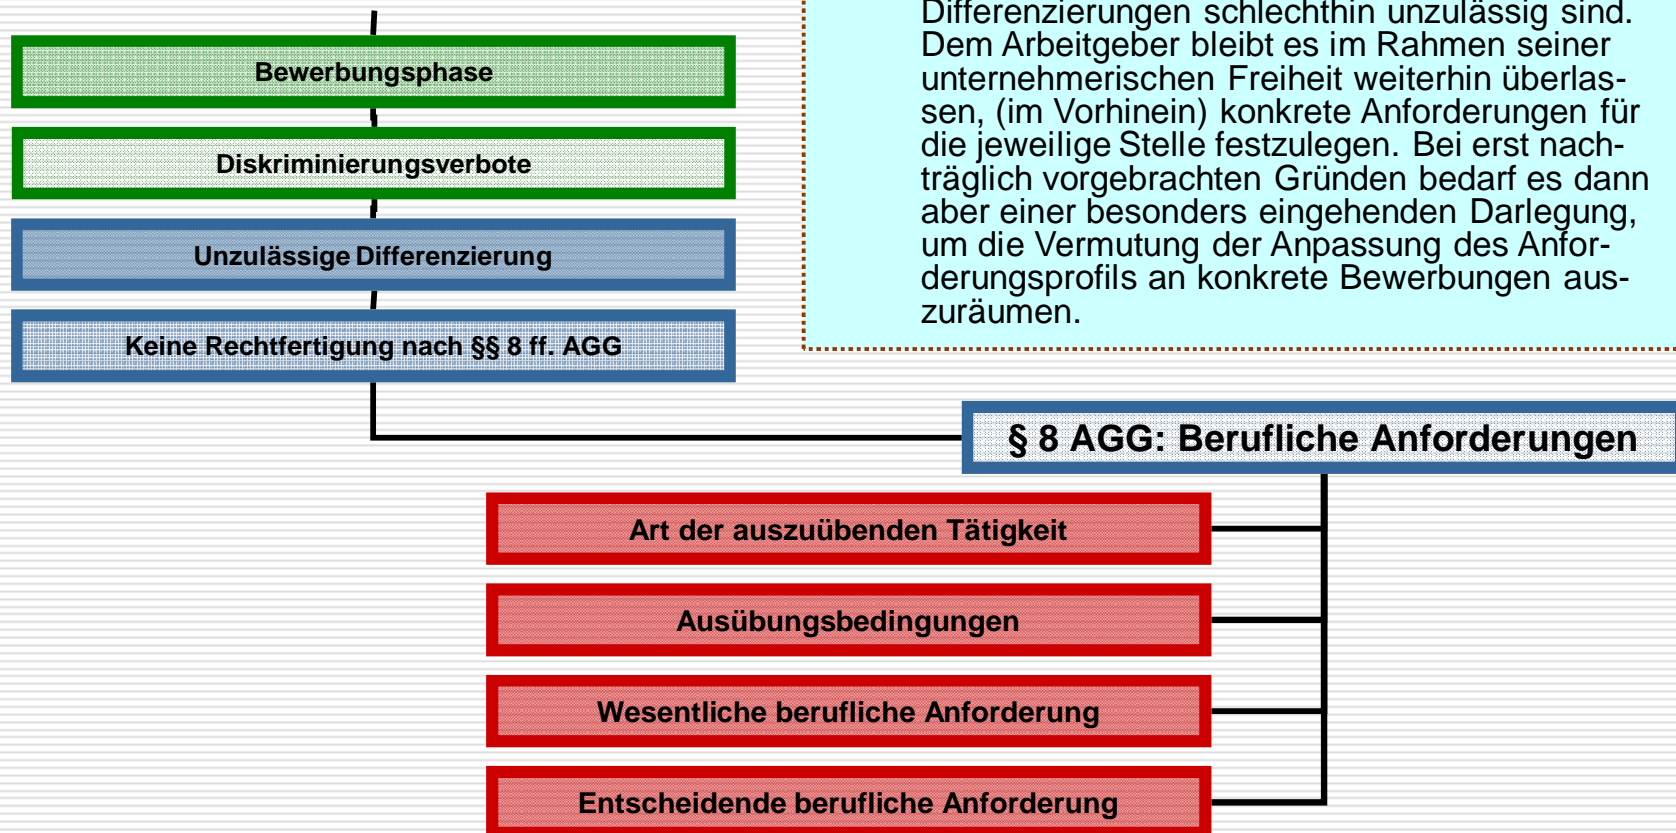 Differenzierungen schlechthin unzulässig sind.
Dem Arbeitgeber bleibt es im Rahmen seiner
unternehmerischen Freiheit weiterhin überlas-
sen, (im Vorhinein) konkrete Anforderungen für
die jeweilige Stelle festzulegen. Bei erst nach-
träglich vorgebrachten Gründen bedarf es dann
aber einer besonders eingehenden Darlegung,
um die Vermutung der Anpassung des Anfor-
derungsprofils an konkrete Bewerbungen aus-
zuräumen.
Bewerbungsphase
Diskriminierungsverbote
Unzulässige Differenzierung
Keine Rechtfertigung nach §§ 8 ff. AGG
§ 8 AGG: Berufliche Anforderungen
Art der auszuübenden Tätigkeit
Ausübungsbedingungen
Wesentliche berufliche Anforderung
Entscheidende berufliche Anforderung